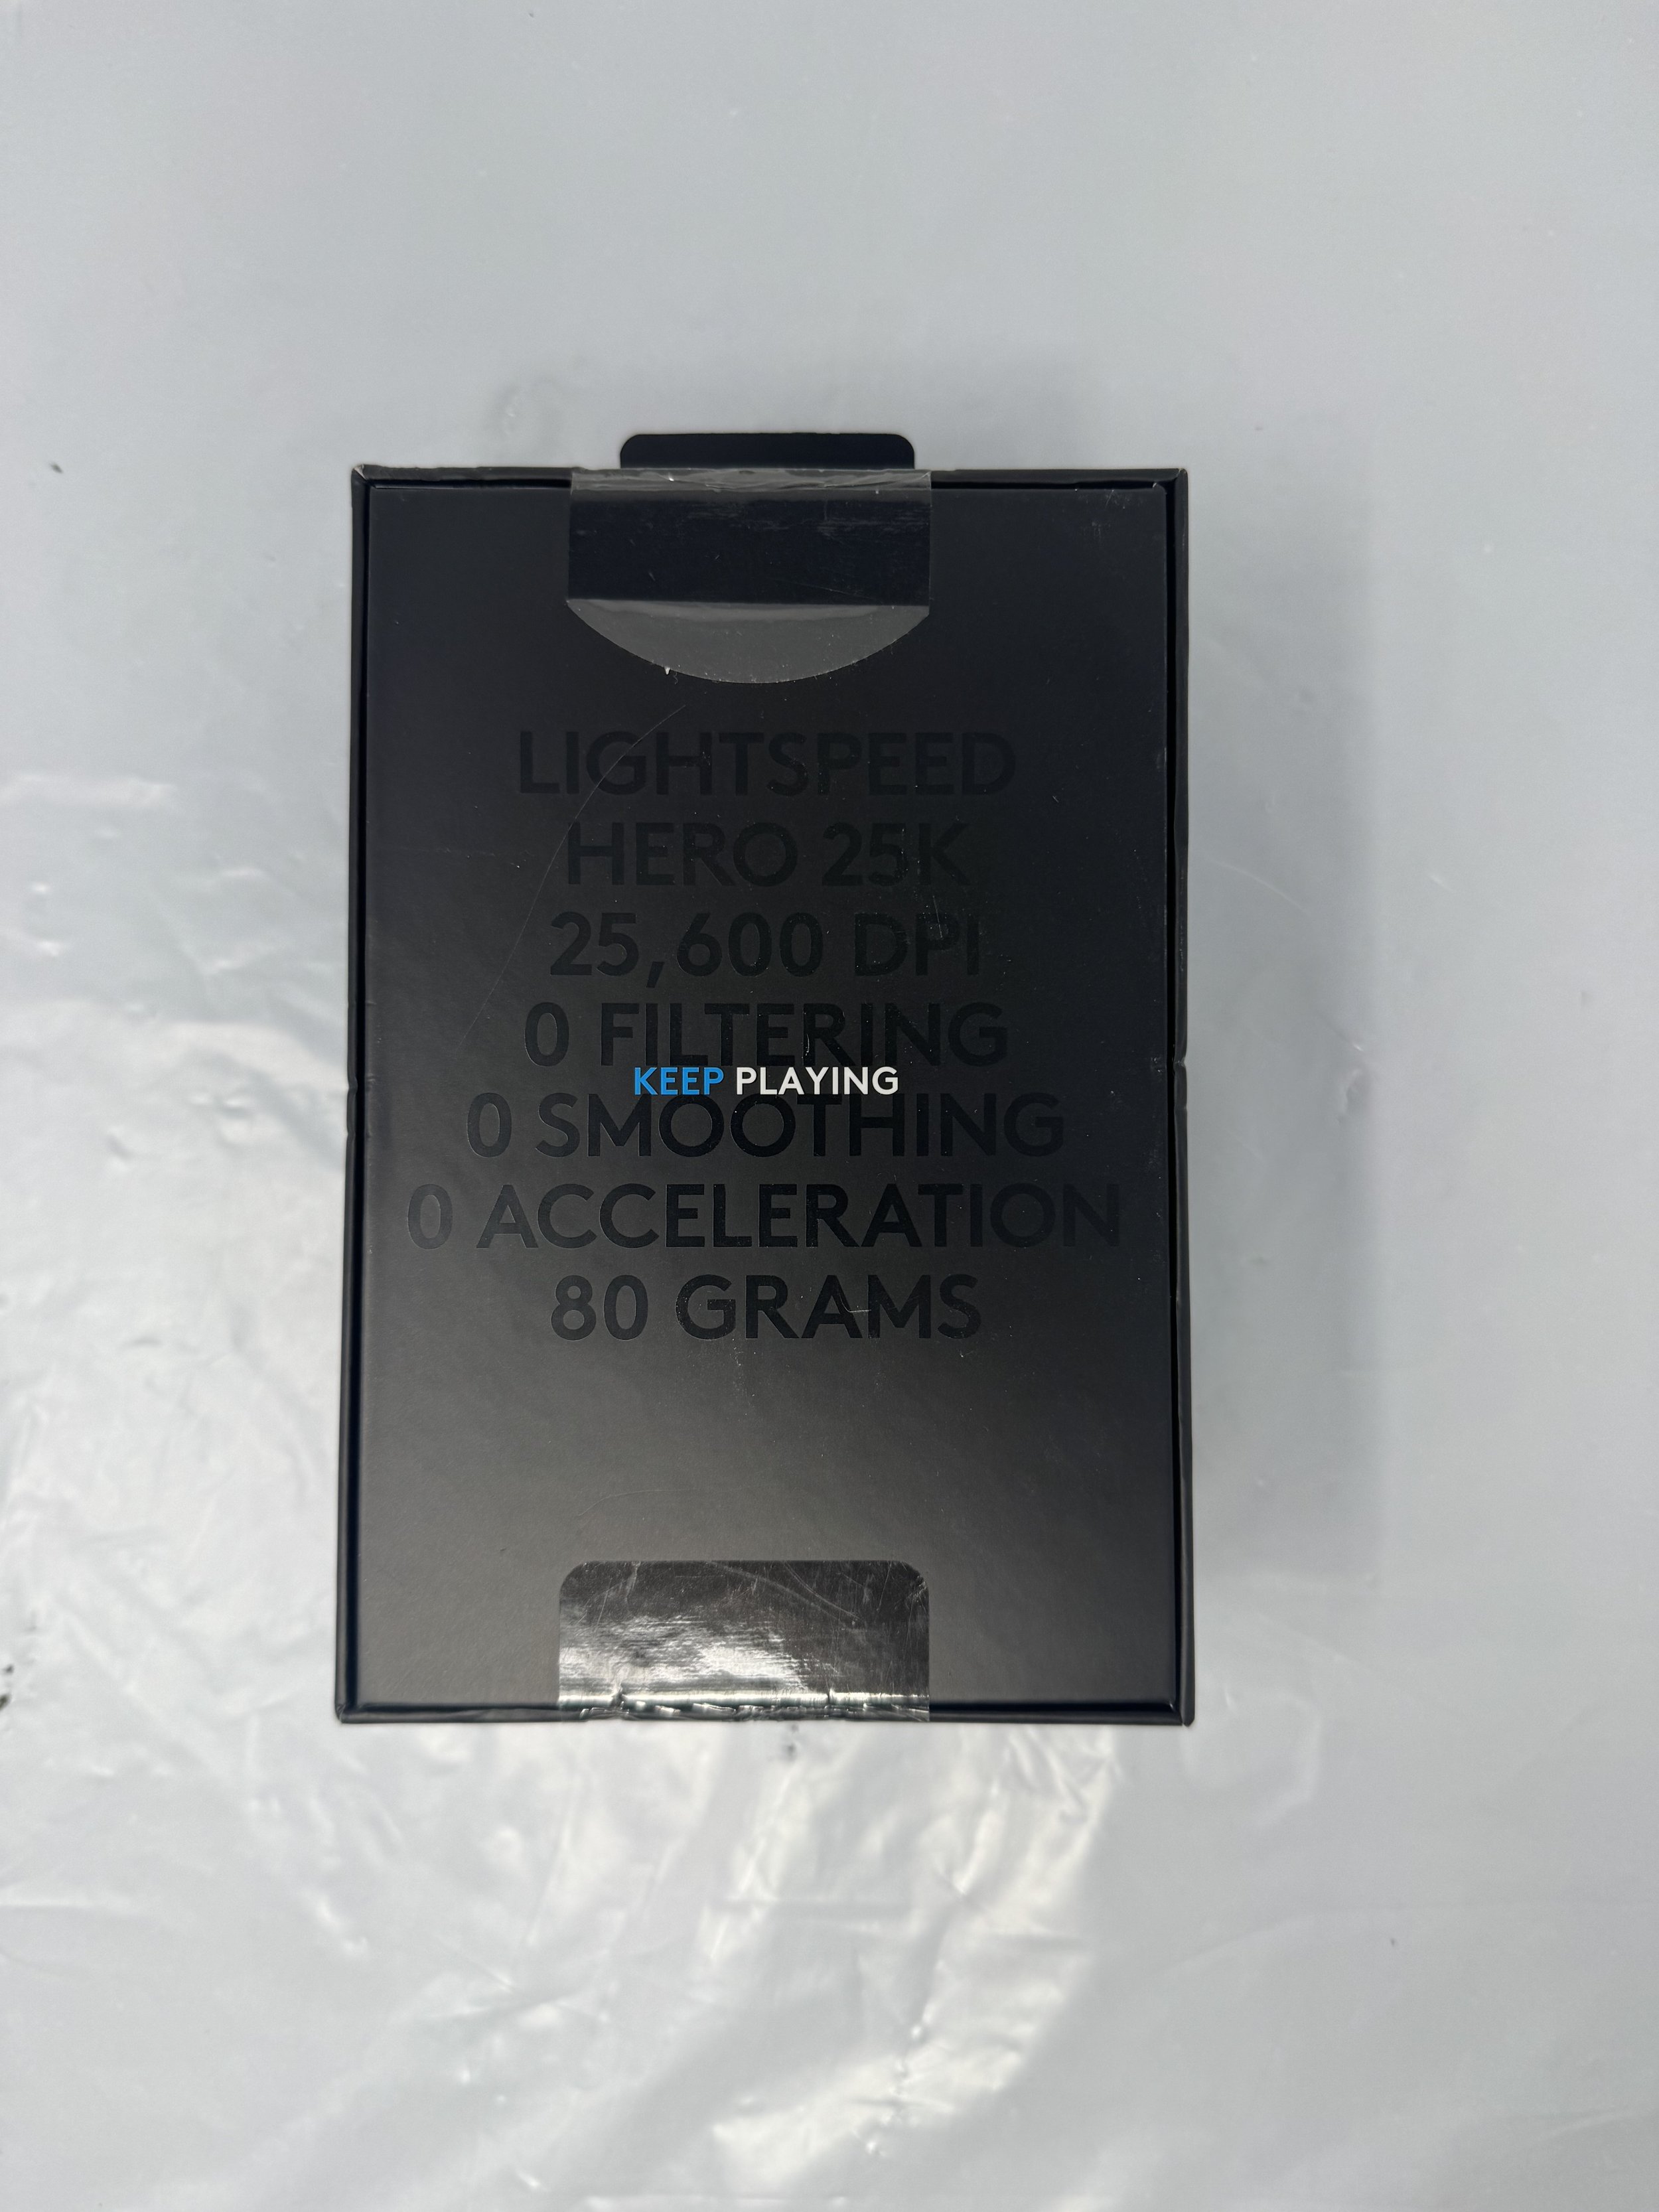 LIGHTSPEED
HERO 25K
25,600 DPI
0 FILTERING
KEEP PLAYING
0 SMOOTHING
0 ACCELERATION
80 GRAMS